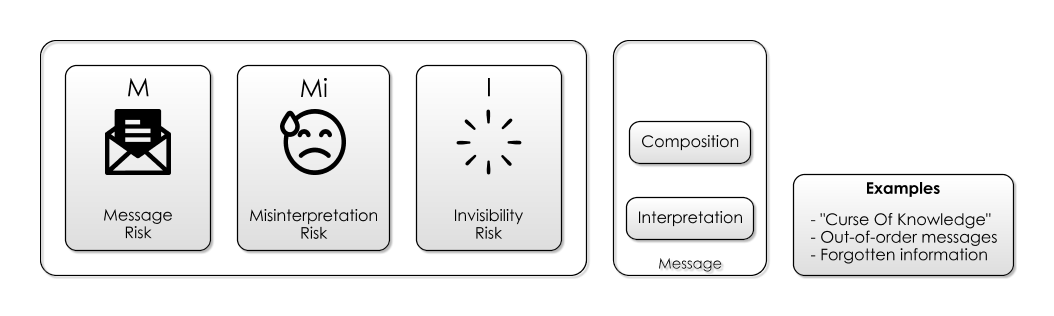 M
Message
Risk
Mi
Misinterpretation
Risk
I
Invisibility
Risk
Composition
Interpretation
Message
Examples
- "Curse Of Knowledge"
- Out-of-order messages
- Forgotten information